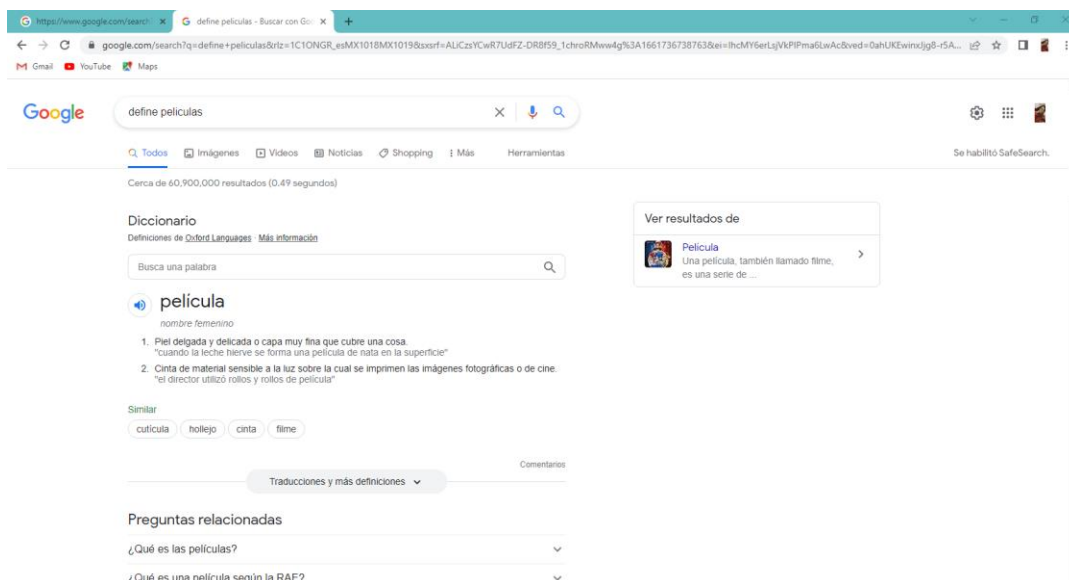 https://www.google.com/search
define peliculas - Buscar con Goo
google.com/search?q=define+peliculas&rlz=1C1ONGR_esMX1018MX1019&sxsrf=ALiCzsYCwR7UdFZ-DR8f59_1chroRMww4g%3A1661736738763&ei=IhcMY6erLsjVkPIPma6LwAc&ved=0ahUKEwinxJjg8-r5A...
Gmail YouTube Maps
Google define peliculas
Todos Imágenes Videos Noticias Shopping Más Herramientas Se habilitó SafeSearch.
Cerca de 60,900,000 resultados (0.49 segundos)
Diccionario
Definiciones de Oxford Languages · Más información
Busca una palabra
película
nombre femenino
1. Piel delgada y delicada o capa muy fina que cubre una cosa.
"cuando la leche hierve se forma una película de nata en la superficie"
2. Cinta de material sensible a la luz sobre la cual se imprimen las imágenes fotográficas o de cine.
"el director utilizó rollos y rollos de película"
Similar
cutícula hollejo cinta filme
Comentarios
Traducciones y más definiciones
Preguntas relacionadas
¿Qué es las películas?
¿Qué es una película según la RAE?
Ver resultados de
Película
Una película, también llamado filme,
es una serie de ...